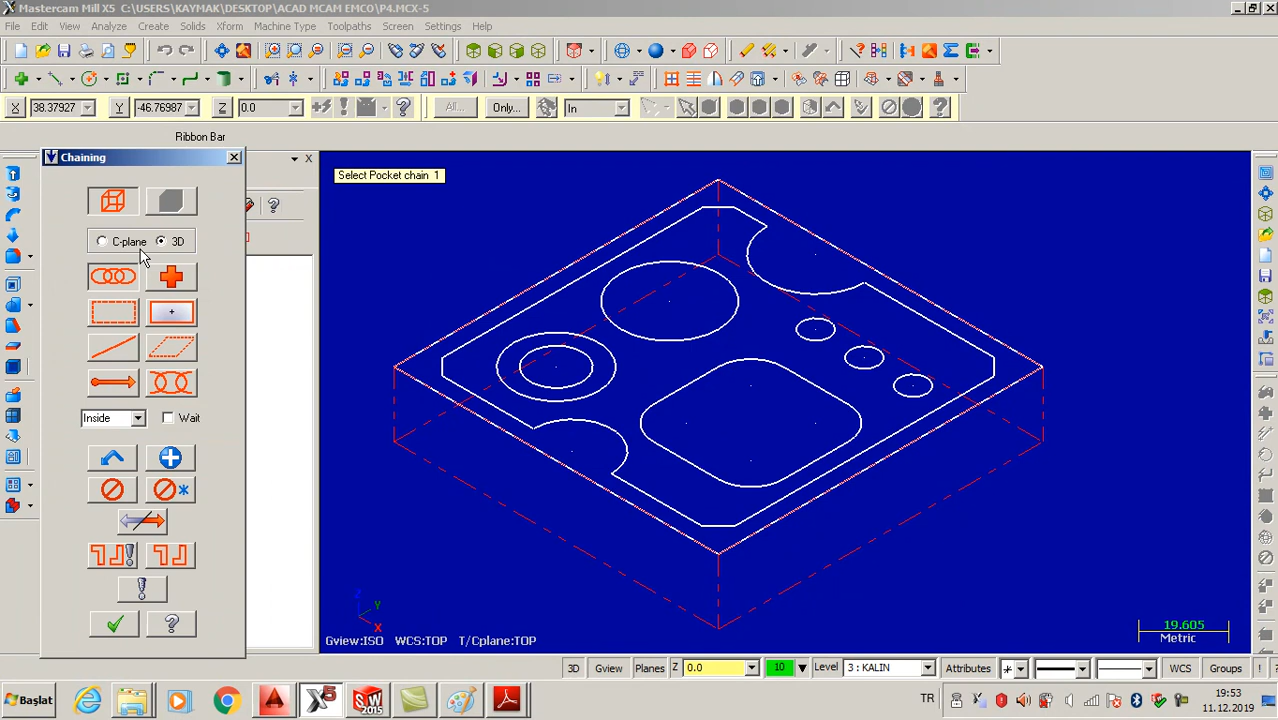 Mastercam Mill X5 C:\USERS\KAYMAK\DESKTOP\ACAD MCAM EMCO\P4.MCX-5
File Edit View Analyze Create Solids Xform Machine Type Toolpaths Screen Settings Help
X 38.37927 Y -46.76987 Z 0.0 All... Only... In
Ribbon Bar
Chaining
Select Pocket chain 1
C-plane 3D
Inside Wait
Z
Y
X
Gview:ISO WCS:TOP T/Cplane:TOP
19.605
Metric
3D Gview Planes Z 0.0 10 Level 3 : KALIN Attributes WCS Groups
Başlat
TR
19:53
11.12.2019